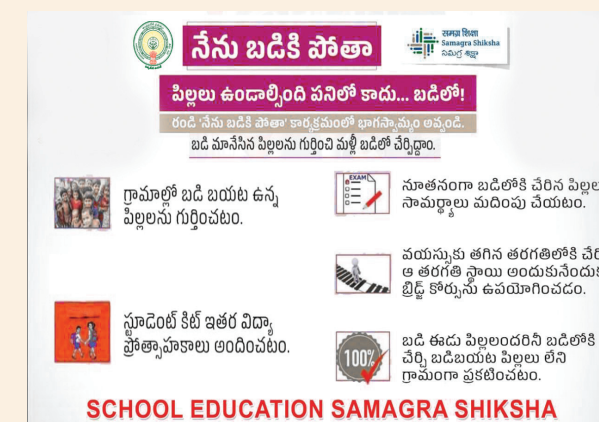 నేను బడికి పోతా
समग्र शिक्षा
Samagra Shiksha
సమగ్ర శిక్షా
పిల్లలు ఉండాల్సింది పనిలో కాదు... బడిలో!
రండి 'నేను బడికి పోతా' కార్యక్రమంలో భాగస్వామ్యం అవ్వండి.
బడి మానేసిన పిల్లలను గుర్తించి మళ్లీ బడిలో చేర్పిద్దాం.
గ్రామాల్లో బడి బయట ఉన్న
పిల్లలను గుర్తించటం.
స్టూడెంట్ కిట్ ఇతర విద్యా
ప్రోత్సాహకాలు అందించటం.
EXAM
నూతనంగా బడిలోకి చేరిన పిల్లల
సామర్థ్యాలు మదింపు చేయటం.
వయస్సుకు తగిన తరగతిలోకి చేరి
ఆ తరగతి స్థాయి అందుకునేందుక
బ్రిడ్జ్ కోర్సును ఉపయోగించడం.
100%
బడి ఈడు పిల్లలందరినీ బడిలోకి
చేర్చి బడిబయట పిల్లలు లేని
గ్రామంగా ప్రకటించటం.
SCHOOL EDUCATION SAMAGRA SHIKSHA